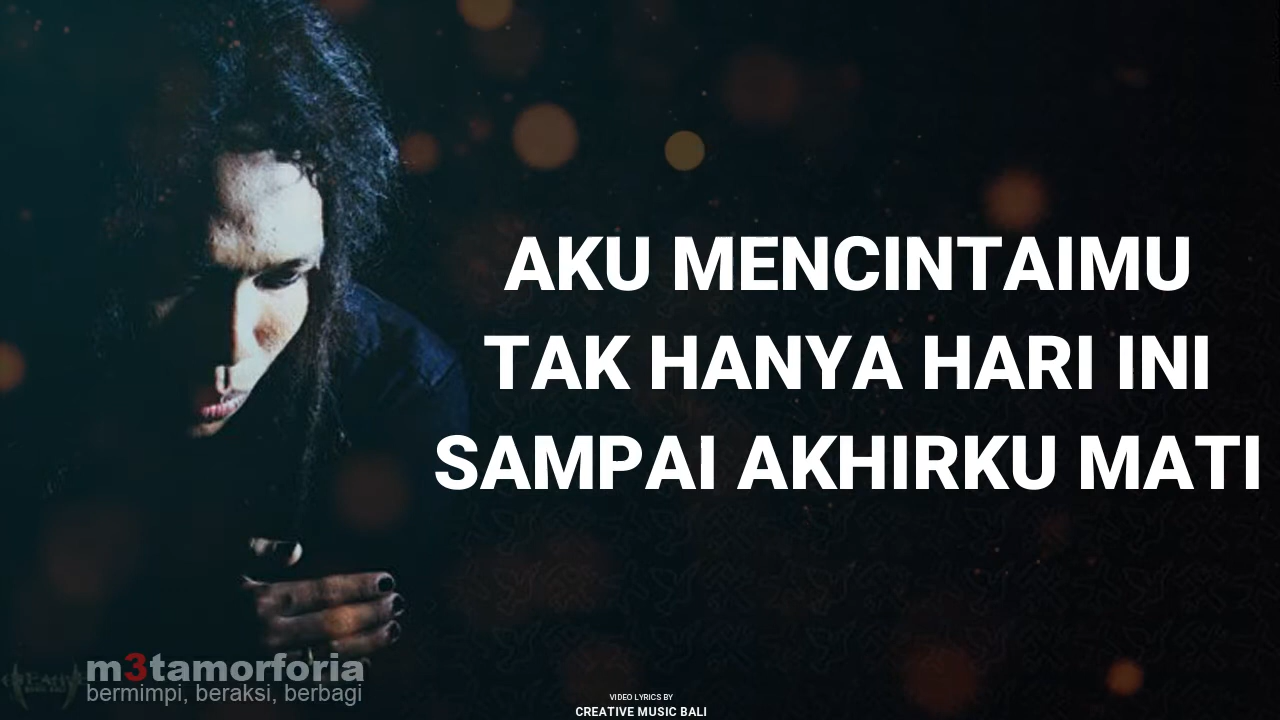 AKU MENCINTAIMU
TAK HANYA HARI INI
SAMPAI AKHIRKU MATI
m3tamorforia
bermimpi, beraksi, berbagi
VIDEO LYRICS BY
CREATIVE MUSIC BALI